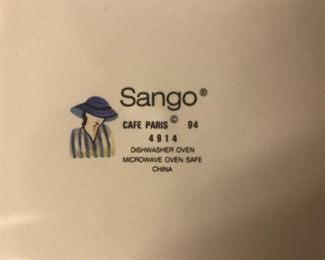 Sango®
CAFE PARIS © 94
4914
DISHWASHER OVEN
MICROWAVE OVEN SAFE
CHINA